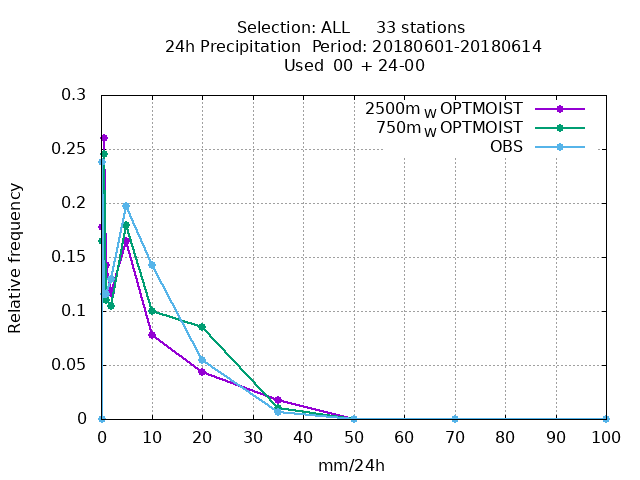 Selection: ALL 33 stations
24h Precipitation Period: 20180601-20180614
Used 00 + 24-00
2500m W OPTMOIST
750m W OPTMOIST
OBS
Relative frequency
0.3
0.25
0.2
0.15
0.1
0.05
0
0 10 20 30 40 50 60 70 80 90 100
mm/24h